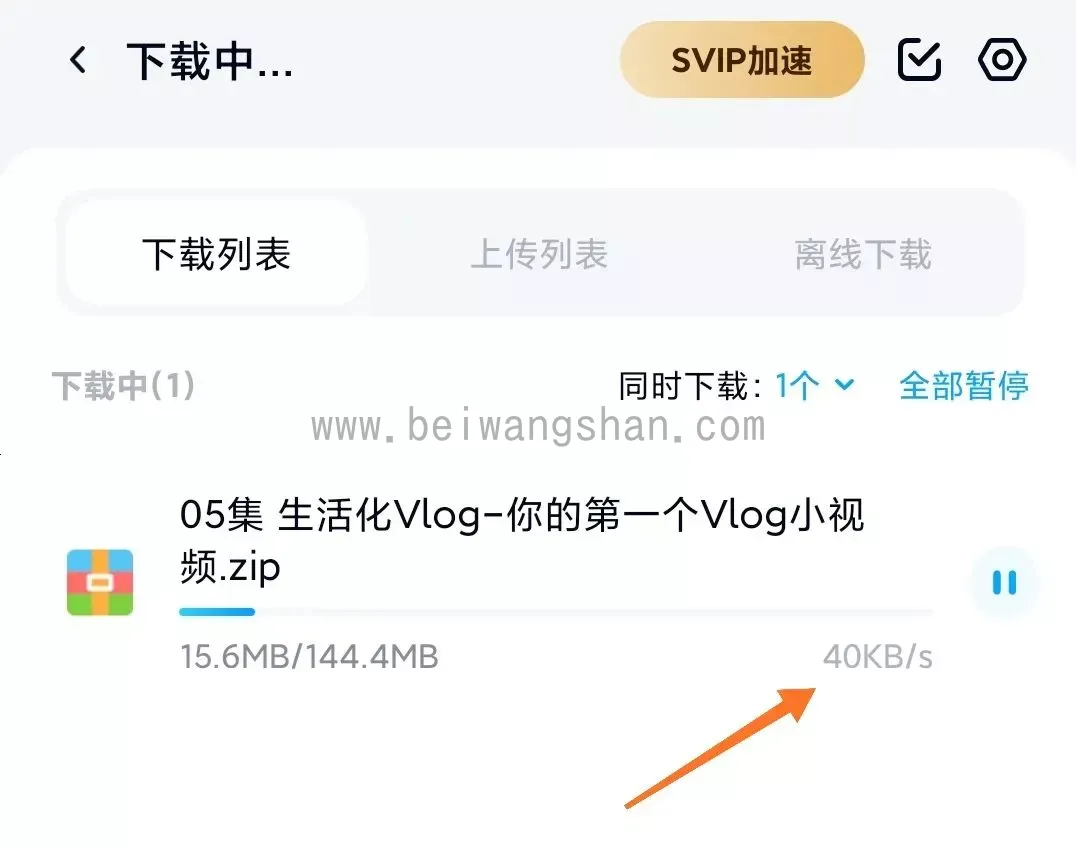 下载中...
SVIP加速
下载列表
上传列表
离线下载
下载中(1)
同时下载：1个
全部暂停
www.beiwangshan.com
05集 生活化Vlog-你的第一个Vlog小视
频.zip
15.6MB/144.4MB
40KB/s